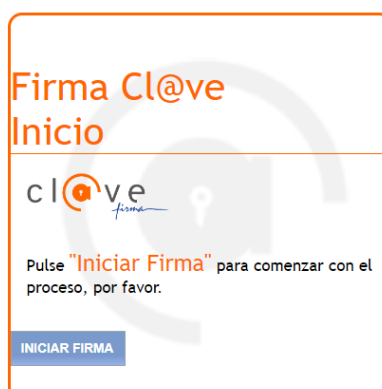 Firma Cl@ve
Inicio
cl@ve
firma
Pulse "Iniciar Firma" para comenzar con el
proceso, por favor.
INICIAR FIRMA